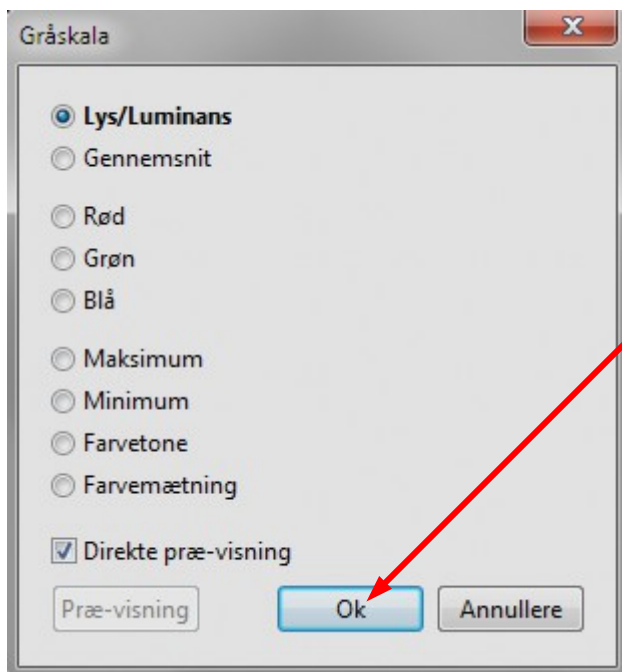 Gråskala
Lys/Luminans
Gennemsnit
Rød
Grøn
Blå
Maksimum
Minimum
Farvetone
Farvemætning
Direkte præ-visning
Præ-visning Ok Annullere